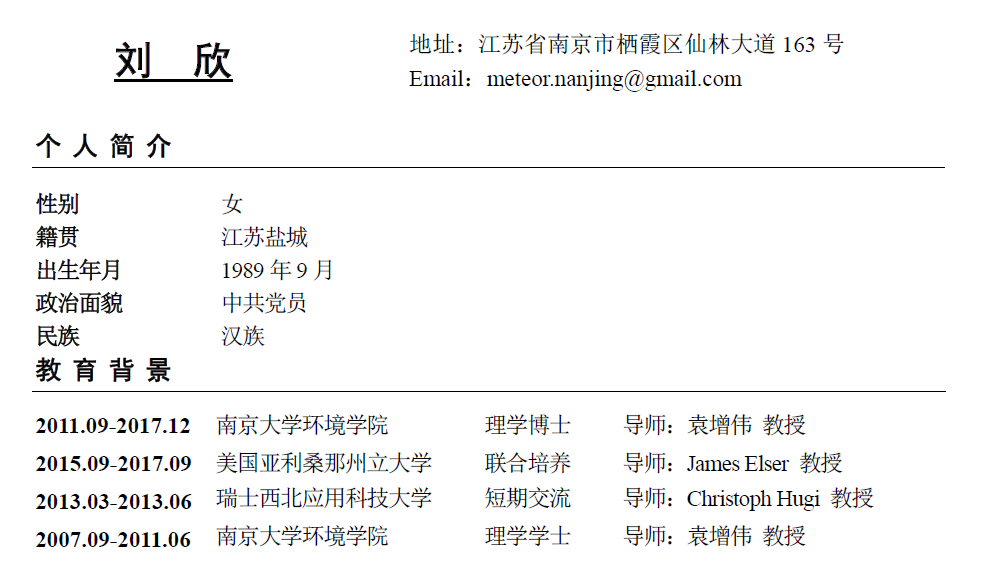 刘 欣
地址：江苏省南京市栖霞区仙林大道 163 号
Email：meteor.nanjing@gmail.com
个 人 简 介
性别 女
籍贯 江苏盐城
出生年月 1989 年 9 月
政治面貌 中共党员
民族 汉族
教 育 背 景
2011.09-2017.12 南京大学环境学院 理学博士 导师：袁增伟 教授
2015.09-2017.09 美国亚利桑那州立大学 联合培养 导师：James Elser 教授
2013.03-2013.06 瑞士西北应用科技大学 短期交流 导师：Christoph Hugi 教授
2007.09-2011.06 南京大学环境学院 理学学士 导师：袁增伟 教授